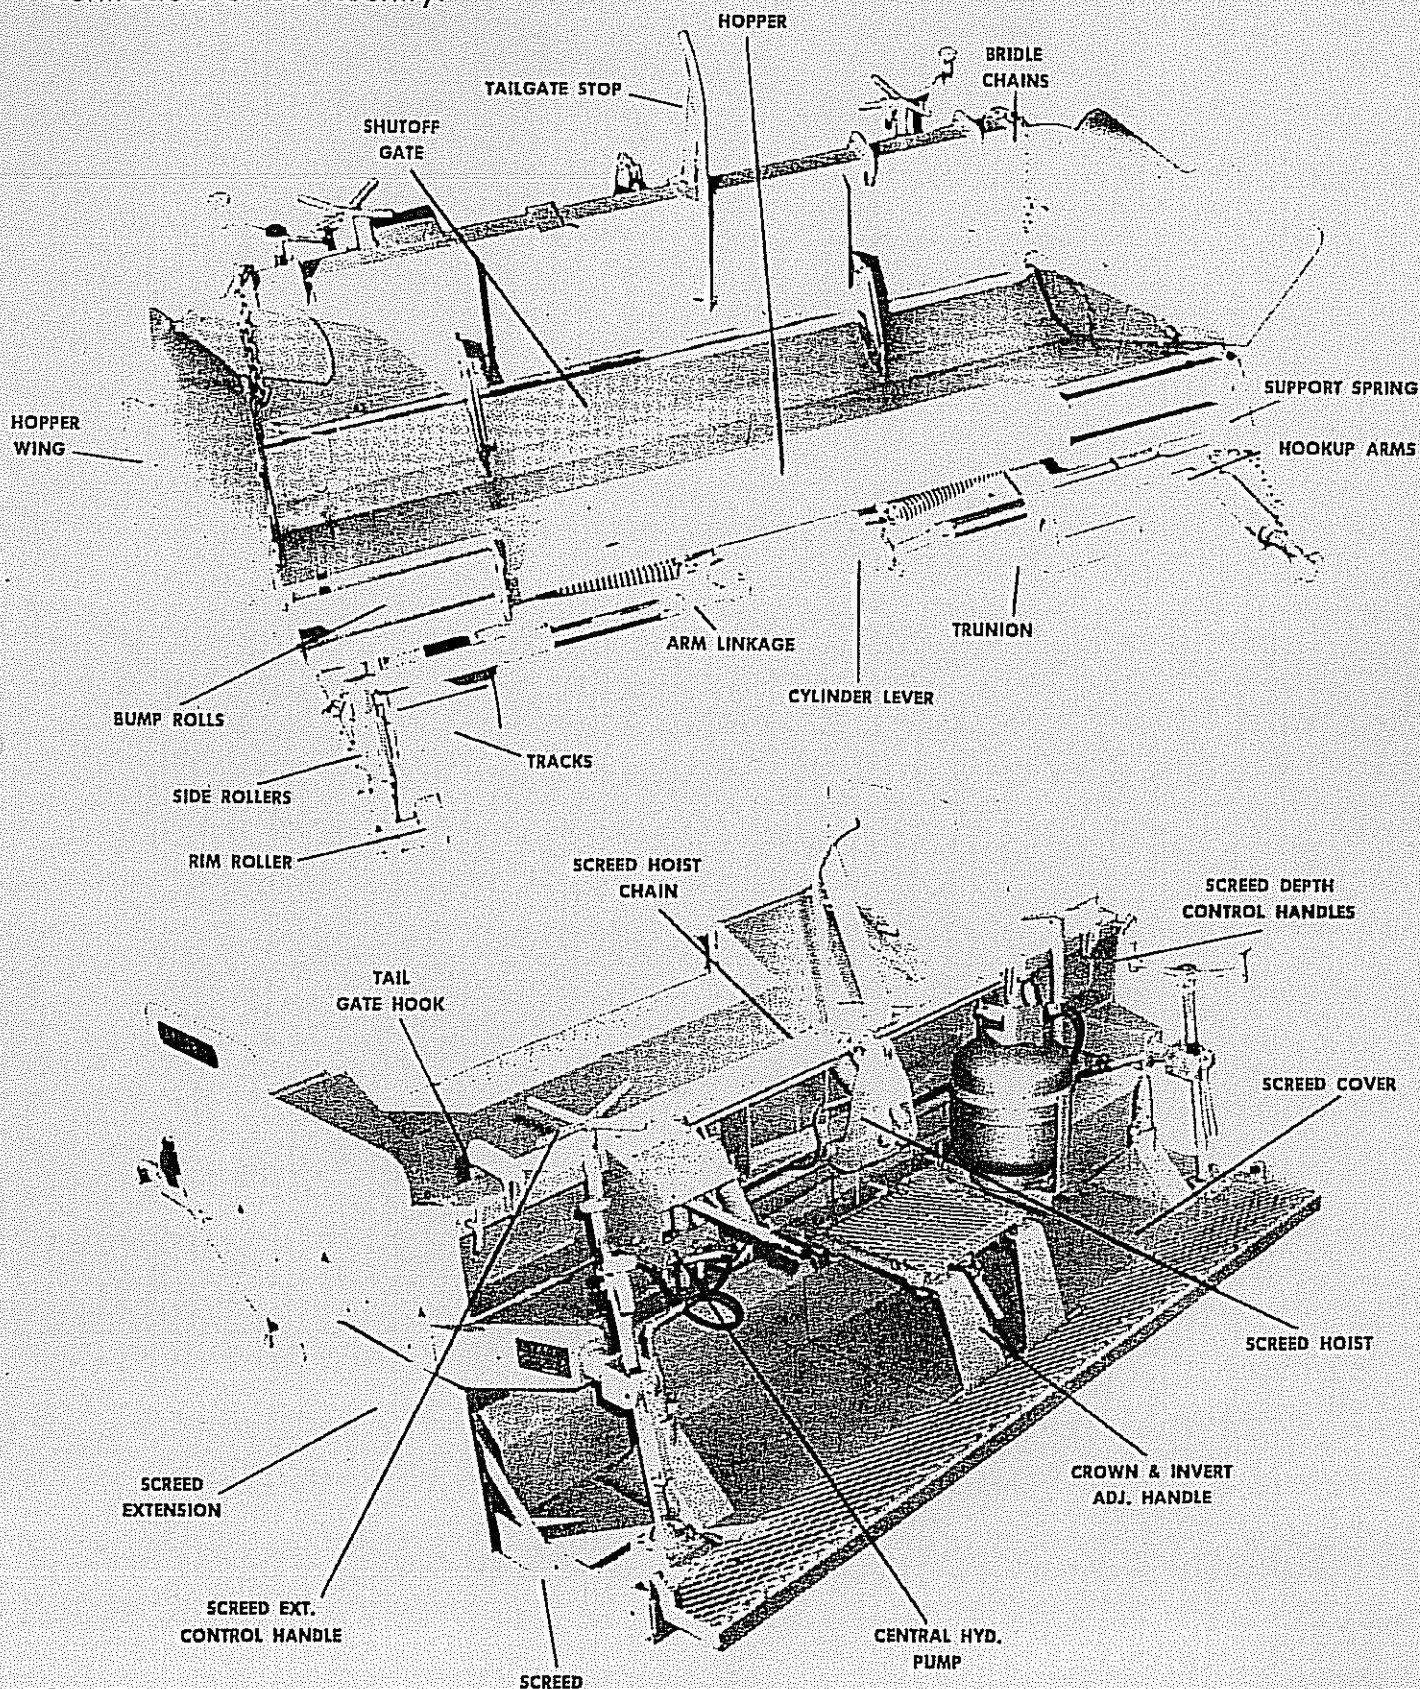 HOPPER
TAILGATE STOP
BRIDLE
CHAINS
SHUTOFF
GATE
HOPPER
WING
SUPPORT SPRING
HOOKUP ARMS
ARM LINKAGE
TRUNION
CYLINDER LEVER
BUMP ROLLS
TRACKS
SIDE ROLLERS
RIM ROLLER
SCREED HOIST
CHAIN
SCREED DEPTH
CONTROL HANDLES
TAIL
GATE HOOK
SCREED COVER
SCREED HOIST
CROWN & INVERT
ADJ. HANDLE
SCREED
EXTENSION
SCREED EXT.
CONTROL HANDLE
CENTRAL HYD.
PUMP
SCREED